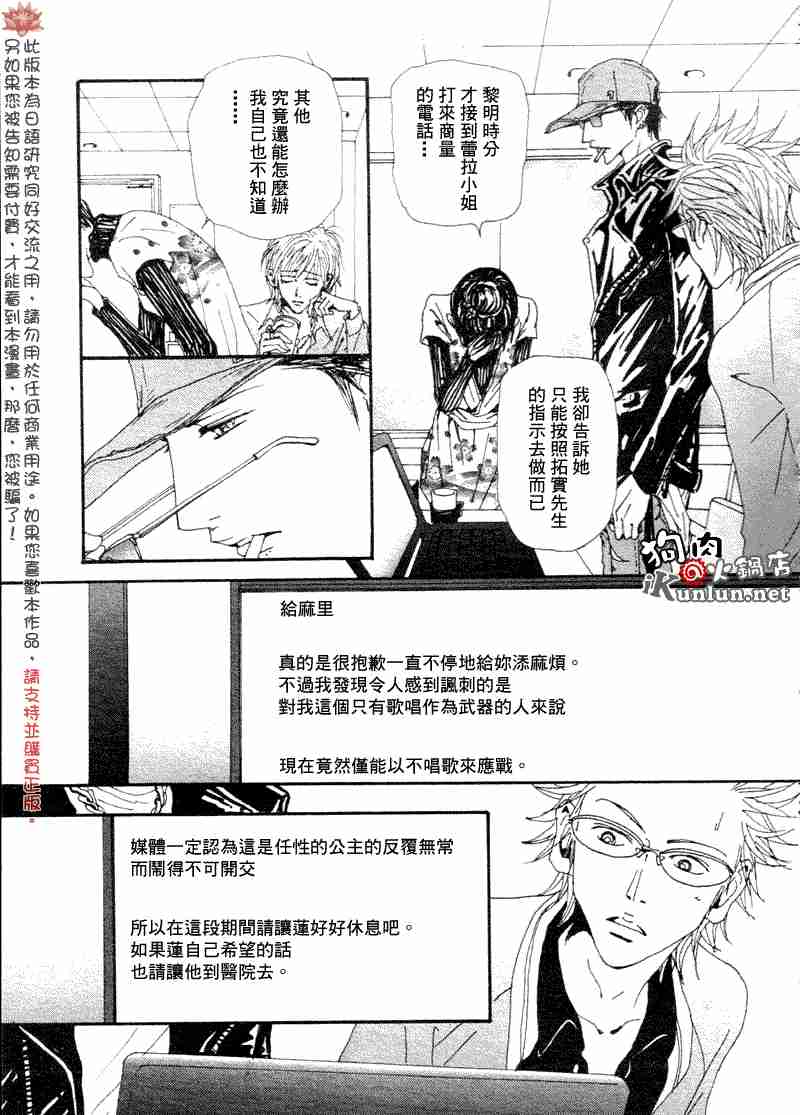 黎明時分
才接到蕾拉小姐
打來商量
的電話…
其他
究竟還能怎麼辦
我自己也不知道
……
我卻告訴她
只能按照拓實先生
的指示去做而已
給麻里
真的是很抱歉一直不停地給妳添麻煩。
不過我發現令人感到諷刺的是
對我這個只有歌唱作為武器的人來說
現在竟然僅能以不唱歌來應戰。
媒體一定認為這是任性的公主的反覆無常
而鬧得不可開交
所以在這段期間請讓蓮好好休息吧。
如果蓮自己希望的話
也請讓他到醫院去。
此版本為日語研究同好交流之用，請勿用於任何商業用途。如果您喜歡本作品，請支持並購買正版。
另如果您被告知需要付費，才能看到本漫畫，那麼，您被騙了！
狗肉
火鍋店
iKunlun.net